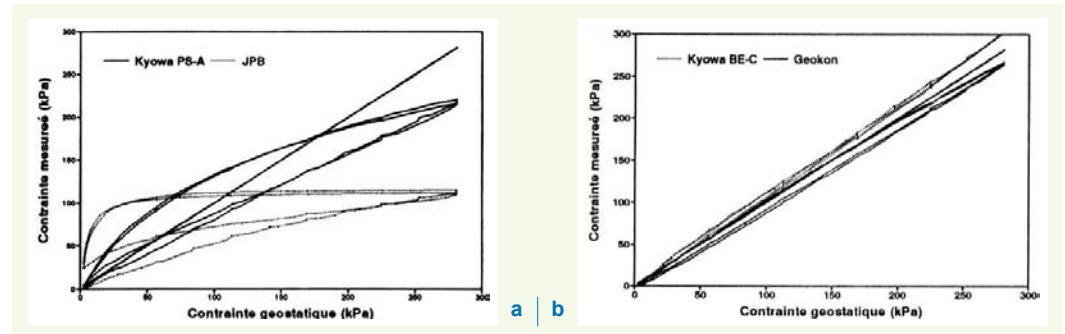 300
250
200
150
100
50
0
Contrainte mesureé (kPa)
Kyowa PS-A
JPB
0 50 100 150 200 250 300
Contrainte geostatique (kPa)
a b
300
250
200
150
100
50
0
Contrainte mesureé (kPa)
Kyowa BE-C
Geokon
0 50 100 150 200 250 300
Contrainte geostatique (kPa)